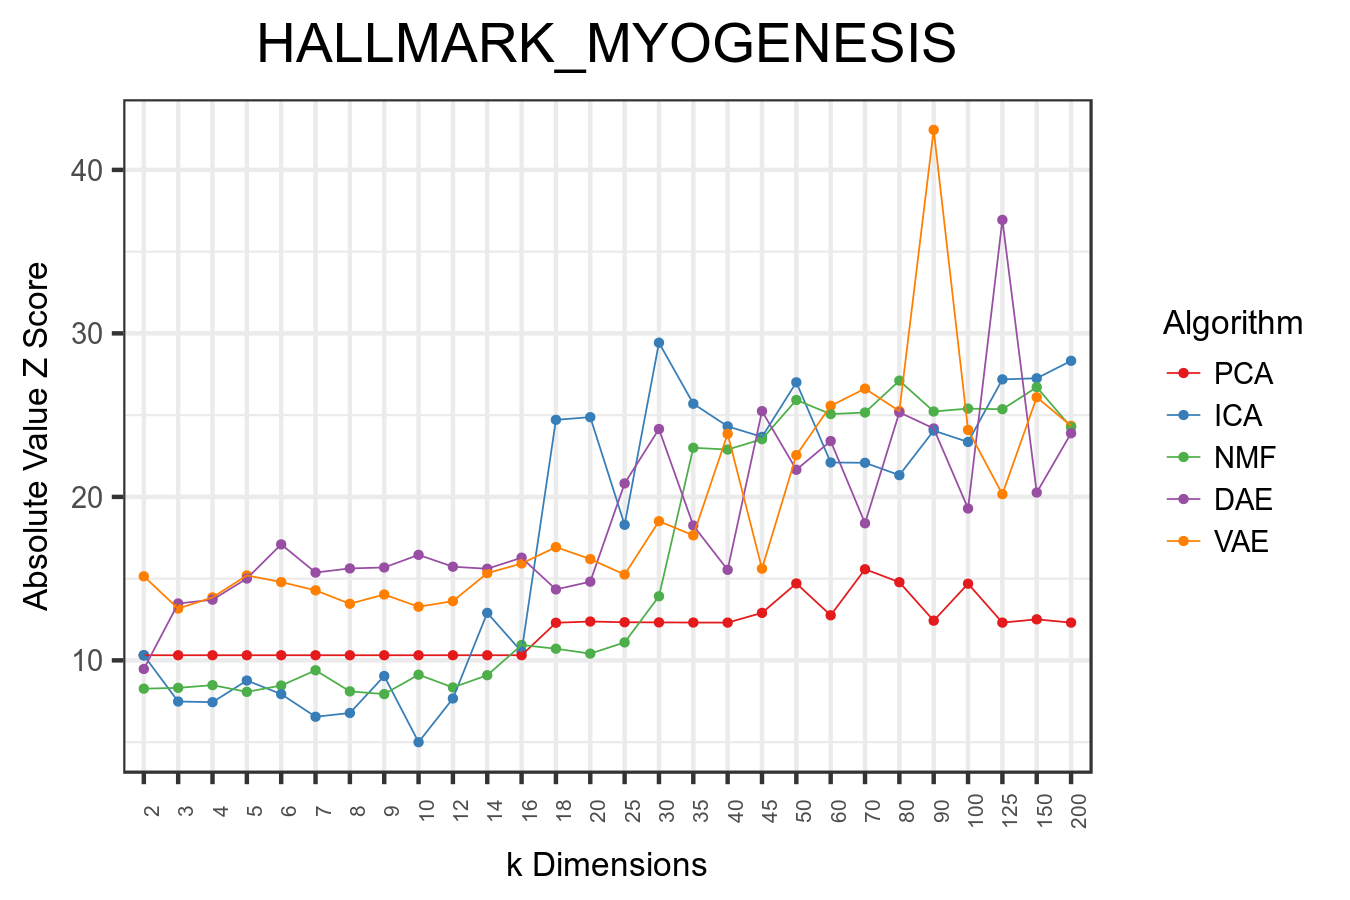 HALLMARK_MYOGENESIS
Absolute Value Z Score
40
30
20
10
2 3 4 5 6 7 8 9 10 12 14 16 18 20 25 30 35 40 45 50 60 70 80 90 100 125 150 200
k Dimensions
Algorithm
PCA
ICA
NMF
DAE
VAE